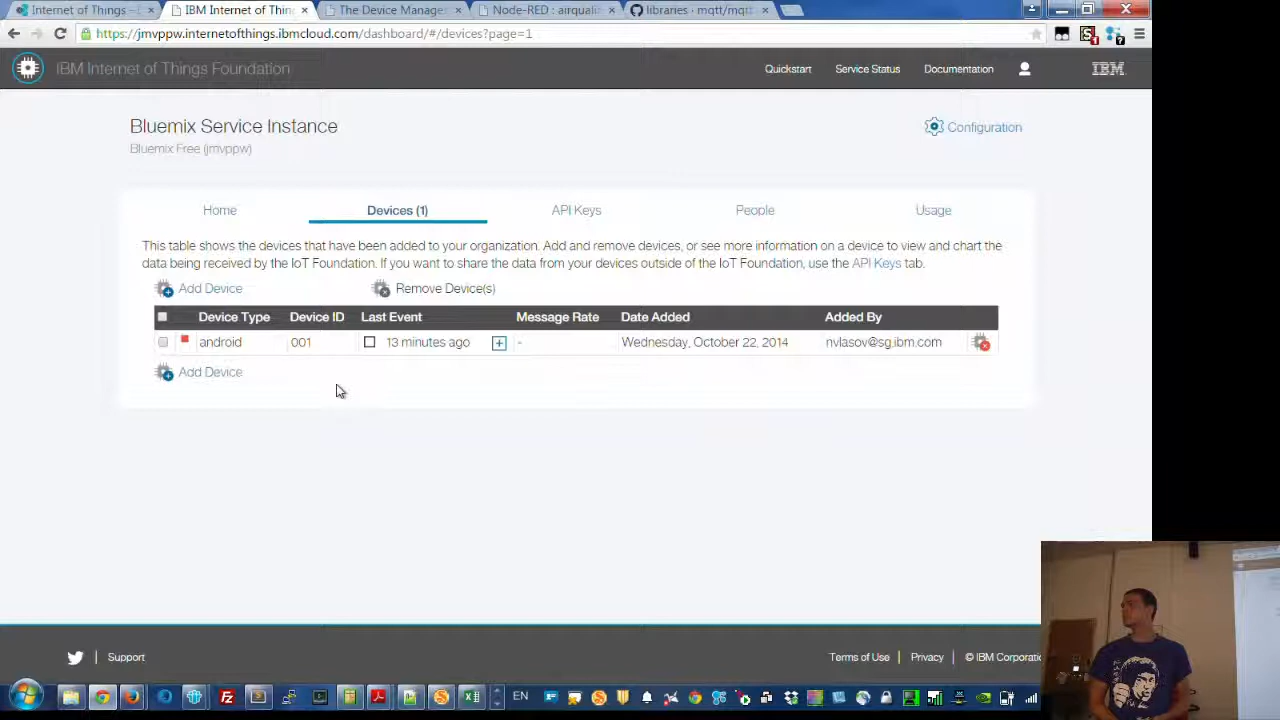 Internet of Things –
IBM Internet of Thin
The Device Manage
Node-RED : airquali
libraries · mqtt/mqt
https://jmvppw.internetofthings.ibmcloud.com/dashboard/#/devices?page=1
IBM Internet of Things Foundation
Quickstart
Service Status
Documentation
IBM
Bluemix Service Instance
Configuration
Bluemix Free (jmvppw)
Home
Devices (1)
API Keys
People
Usage
This table shows the devices that have been added to your organization. Add and remove devices, or see more information on a device to view and chart the
data being received by the IoT Foundation. If you want to share the data from your devices outside of the IoT Foundation, use the API Keys tab.
Add Device
Remove Device(s)
Device Type Device ID Last Event Message Rate Date Added Added By
android 001 13 minutes ago - Wednesday, October 22, 2014 nvlasov@sg.ibm.com
Add Device
Support
Terms of Use
Privacy
© IBM Corporatio
EN